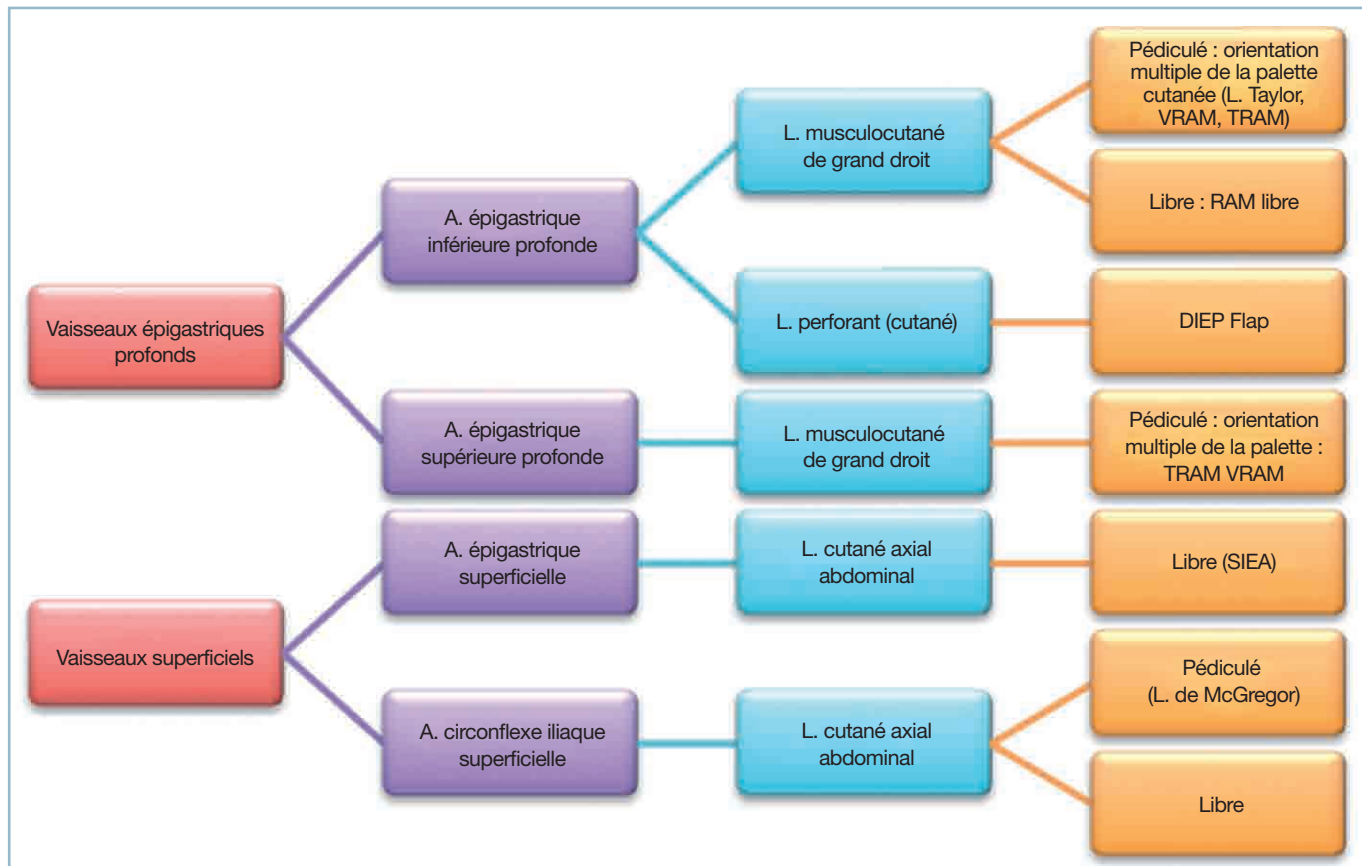 Vaisseaux épigastriques
profonds
A. épigastrique
inférieure profonde
L. musculocutané
de grand droit
Pédiculé : orientation
multiple de la palette
cutanée (L. Taylor,
VRAM, TRAM)
Libre : RAM libre
L. perforant (cutané)
DIEP Flap
A. épigastrique
supérieure profonde
L. musculocutané
de grand droit
Pédiculé : orientation
multiple de la palette :
TRAM VRAM
Vaisseaux superficiels
A. épigastrique
superficielle
L. cutané axial
abdominal
Libre (SIEA)
A. circonflexe iliaque
superficielle
L. cutané axial
abdominal
Pédiculé
(L. de McGregor)
Libre